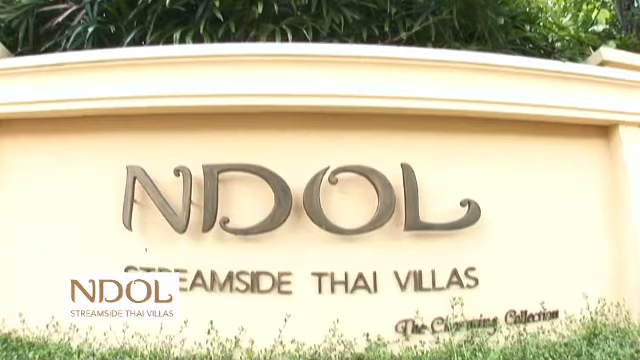 NDOL
STREAMSIDE THAI VILLAS
The Charming Collection
NDOL
STREAMSIDE THAI VILLAS